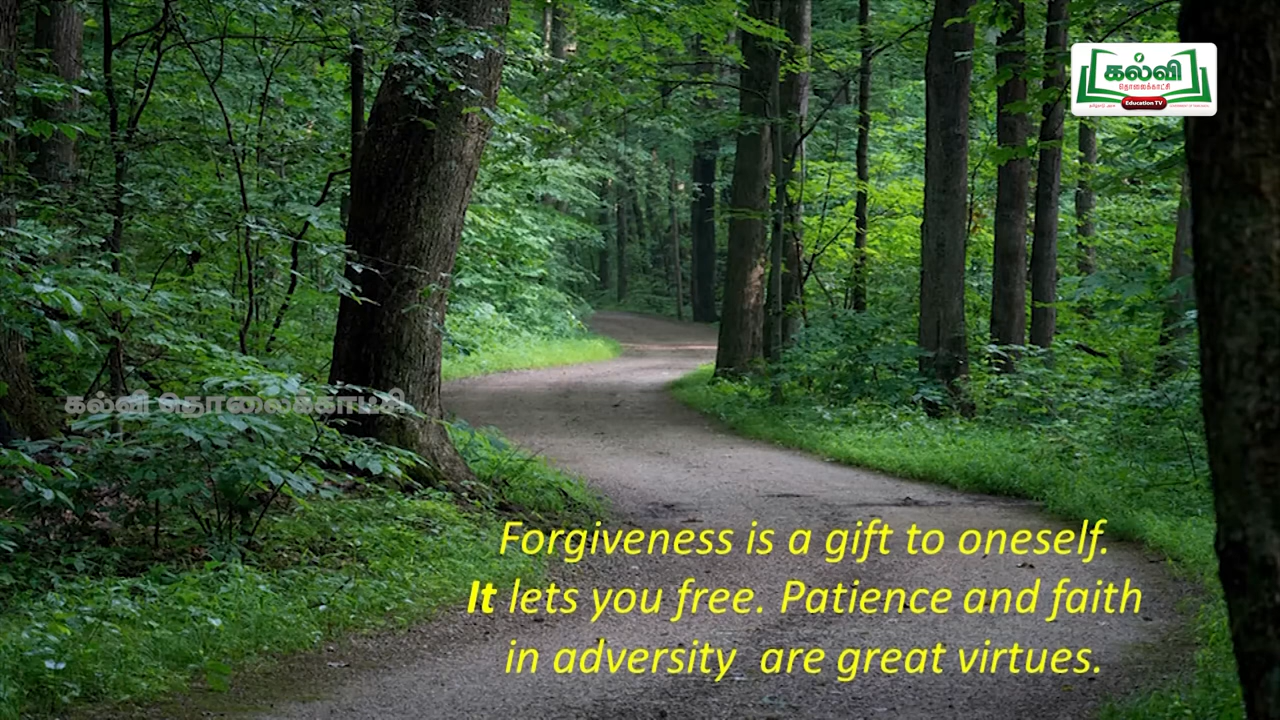 கல்வி
தொலைக்காட்சி
Education TV
கல்வி தொலைக்காட்சி
Forgiveness is a gift to oneself.
It lets you free. Patience and faith
in adversity  are great virtues.